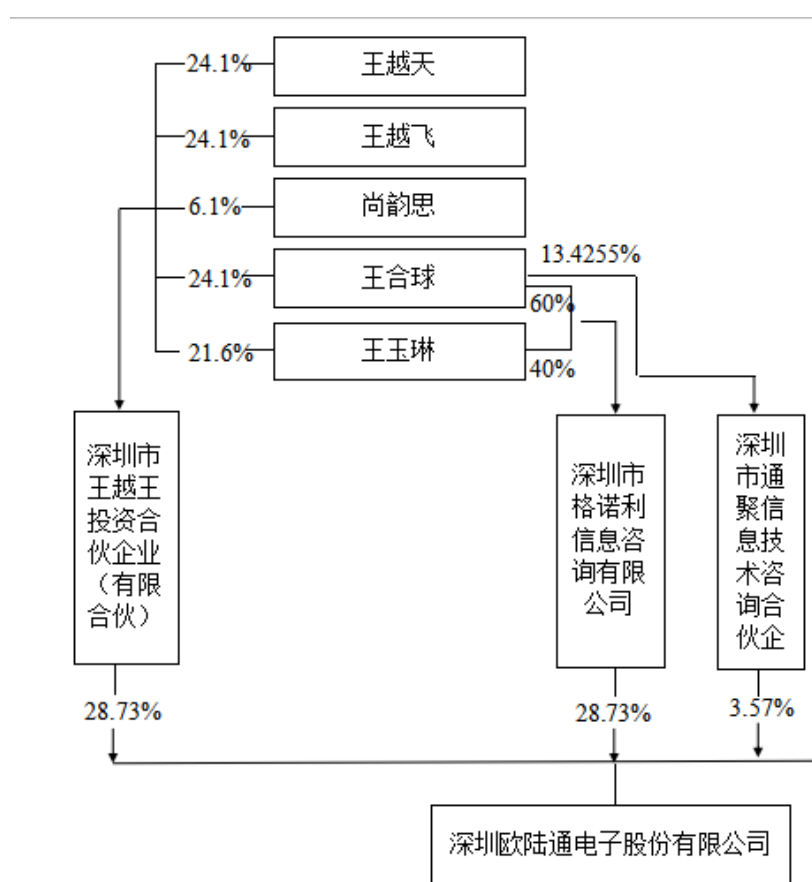 24.1%
王越天
24.1%
王越飞
6.1%
尚韵思
13.4255%
24.1%
王合球
60%
21.6%
王玉琳
40%
深圳市
王越王
投资合
伙企业
（有限
合伙）
深圳市
格诺利
信息咨
询有限
公司
深圳
市通
聚信
息技
术咨
询合
伙企
28.73%
28.73%
3.57%
深圳欧陆通电子股份有限公司